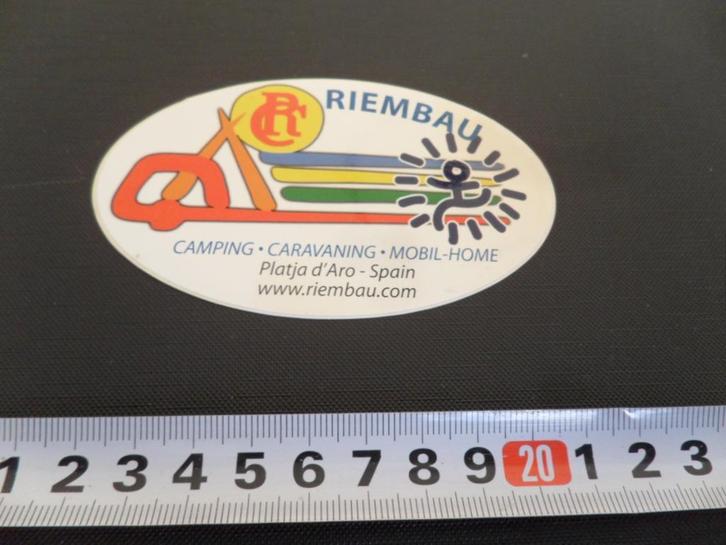 RC
RIEMBAU
CAMPING • CARAVANING • MOBIL-HOME
Platja d'Aro - Spain
www.riembau.com
1 2 3 4 5 6 7 8 9 20 1 2 3